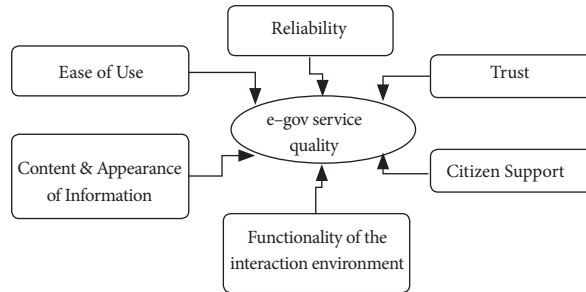 Reliability
Ease of Use
Trust
e–gov service
quality
Content & Appearance
of Information
Citizen Support
Functionality of the
interaction environment